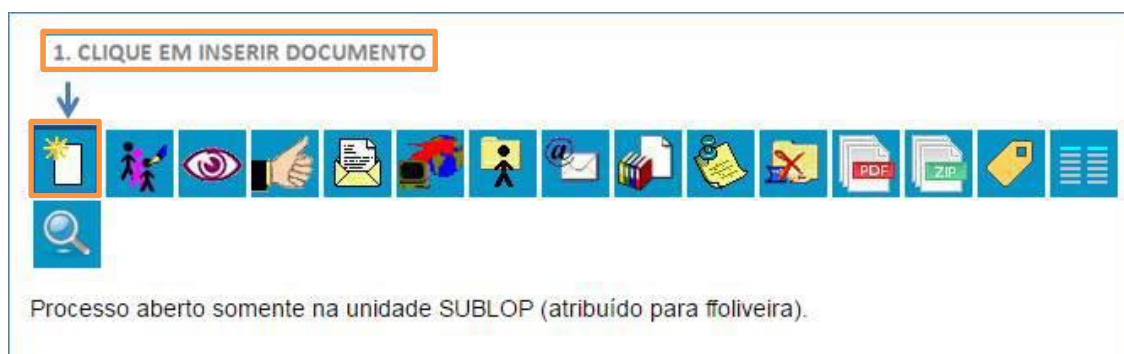 1. CLIQUE EM INSERIR DOCUMENTO
@
PDF
ZIP
Processo aberto somente na unidade SUBLOP (atribuído para ffoliveira).